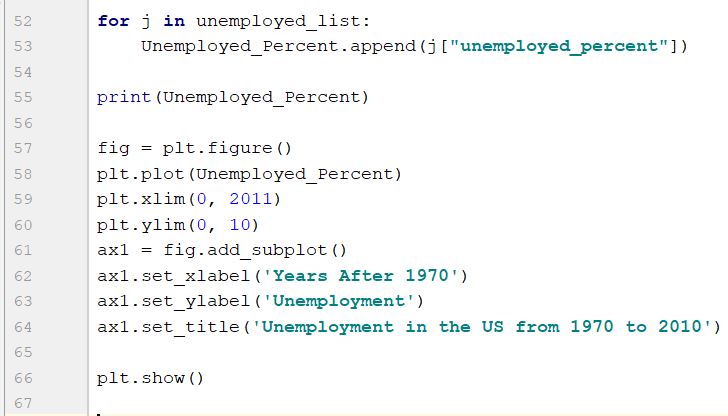 52 for j in unemployed_list:
53     Unemployed_Percent.append(j["unemployed_percent"])
54
55 print(Unemployed_Percent)
56
57 fig = plt.figure()
58 plt.plot(Unemployed_Percent)
59 plt.xlim(0, 2011)
60 plt.ylim(0, 10)
61 ax1 = fig.add_subplot()
62 ax1.set_xlabel('Years After 1970')
63 ax1.set_ylabel('Unemployment')
64 ax1.set_title('Unemployment in the US from 1970 to 2010')
65
66 plt.show()
67